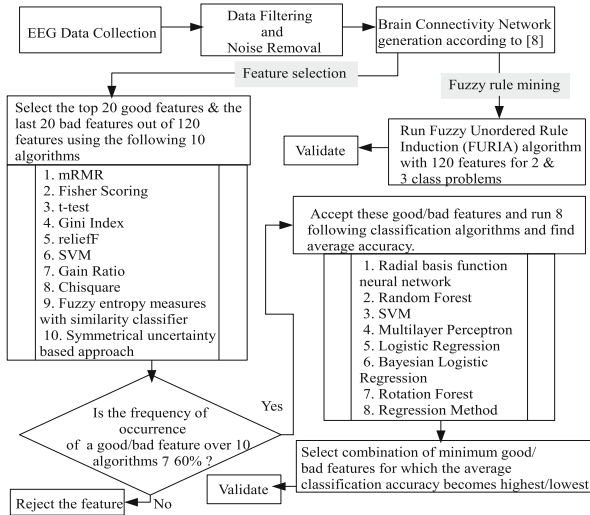 EEG Data Collection
Data Filtering
and
Noise Removal
Brain Connectivity Network
generation according to [8]
Feature selection
Fuzzy rule mining
Select the top 20 good features & the
last 20 bad features out of 120
features using the following 10
algorithms
1. mRMR
2. Fisher Scoring
3. t-test
4. Gini Index
5. reliefF
6. SVM
7. Gain Ratio
8. Chisquare
9. Fuzzy entropy measures
with similarity classifier
10. Symmetrical uncertainty
based approach
Validate
Run Fuzzy Unordered Rule
Induction (FURIA) algorithm
with 120 features for 2 &
3 class problems
Accept these good/bad features and run 8
following classification algorithms and find
average accuracy.
1. Radial basis function
neural network
2. Random Forest
3. SVM
4. Multilayer Perceptron
5. Logistic Regression
6. Bayesian Logistic
Regression
7. Rotation Forest
8. Regression Method
Is the frequency of
occurrence
of a good/bad feature over 10
algorithms 7 60% ?
Yes
No
Reject the feature
Select combination of minimum good/
bad features for which the average
classification accuracy becomes highest/lowest
Validate